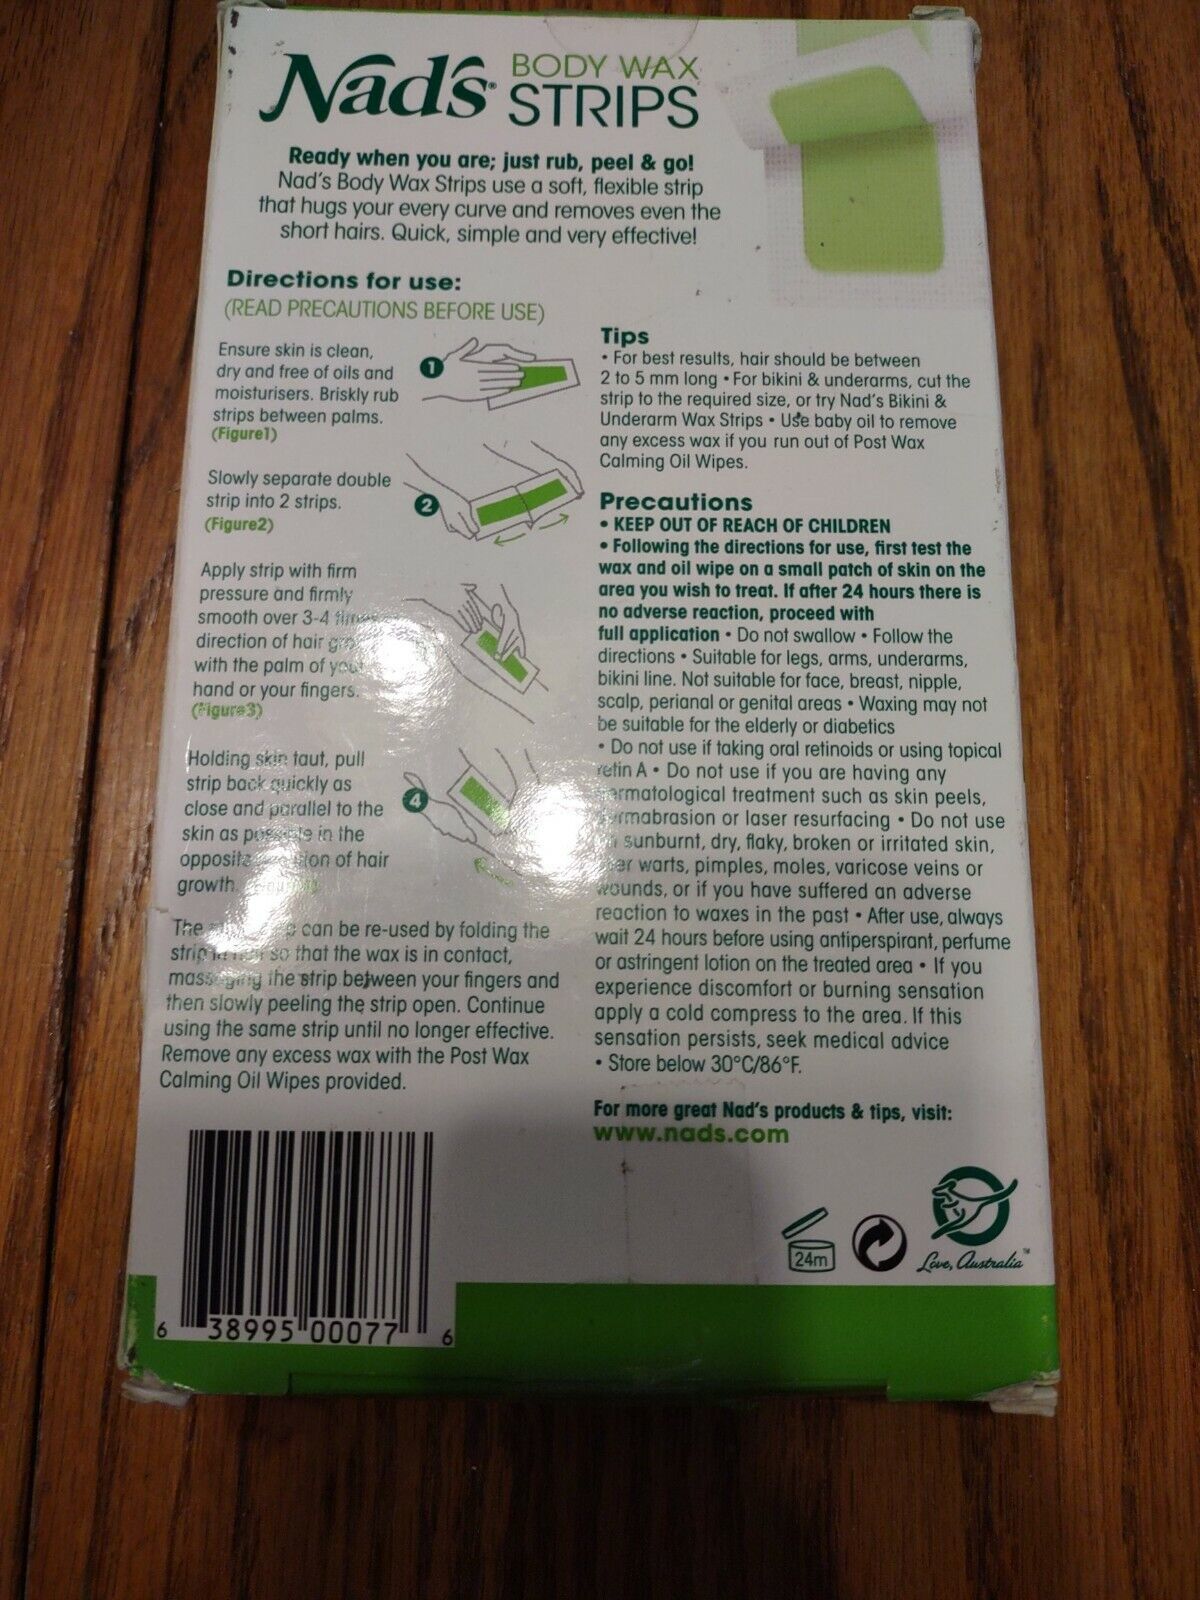 Nad's® BODY WAX
STRIPS
Ready when you are; just rub, peel & go!
Nad's Body Wax Strips use a soft, flexible strip
that hugs your every curve and removes even the
short hairs. Quick, simple and very effective!
Directions for use:
(READ PRECAUTIONS BEFORE USE)
Ensure skin is clean,
dry and free of oils and
moisturisers. Briskly rub
strips between palms.
(Figure1)
1
Slowly separate double
strip into 2 strips.
(Figure2)
2
Apply strip with firm
pressure and firmly
smooth over 3-4
direction of hair
with the palm of your
hand or your fingers.
(Figure3)
Holding skin taut, pull
strip back quickly as
close and parallel to the
skin as possible in the
opposite of hair
growth.
4
The can be re-used by folding the
strip in so that the wax is in contact,
massaging the strip between your fingers and
then slowly peeling the strip open. Continue
using the same strip until no longer effective.
Remove any excess wax with the Post Wax
Calming Oil Wipes provided.
Tips
• For best results, hair should be between
2 to 5 mm long • For bikini & underarms, cut the
strip to the required size, or try Nad's Bikini &
Underarm Wax Strips • Use baby oil to remove
any excess wax if you run out of Post Wax
Calming Oil Wipes.
Precautions
• KEEP OUT OF REACH OF CHILDREN
• Following the directions for use, first test the
wax and oil wipe on a small patch of skin on the
area you wish to treat. If after 24 hours there is
no adverse reaction, proceed with
full application • Do not swallow • Follow the
directions • Suitable for legs, arms, underarms,
bikini line. Not suitable for face, breast, nipple,
scalp, perianal or genital areas • Waxing may not
be suitable for the elderly or diabetics
• Do not use if taking oral retinoids or using topical
retin A • Do not use if you are having any
dermatological treatment such as skin peels,
dermabrasion or laser resurfacing • Do not use
on sunburnt, dry, flaky, broken or irritated skin,
over warts, pimples, moles, varicose veins or
wounds, or if you have suffered an adverse
reaction to waxes in the past • After use, always
wait 24 hours before using antiperspirant, perfume
or astringent lotion on the treated area • If you
experience discomfort or burning sensation
apply a cold compress to the area. If this
sensation persists, seek medical advice
• Store below 30°C/86°F.
For more great Nad's products & tips, visit:
www.nads.com
24m
Love, Australia™
6 38995 00077 6